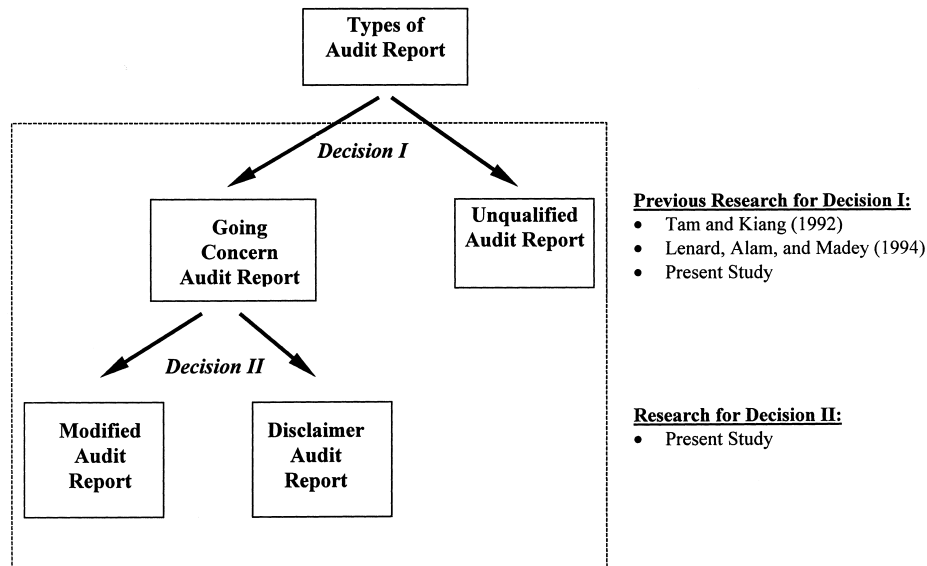 Types of
Audit Report
Decision I
Going
Concern
Audit Report
Unqualified
Audit Report
Previous Research for Decision I:
• Tam and Kiang (1992)
• Lenard, Alam, and Madey (1994)
• Present Study
Decision II
Modified
Audit
Report
Disclaimer
Audit
Report
Research for Decision II:
• Present Study